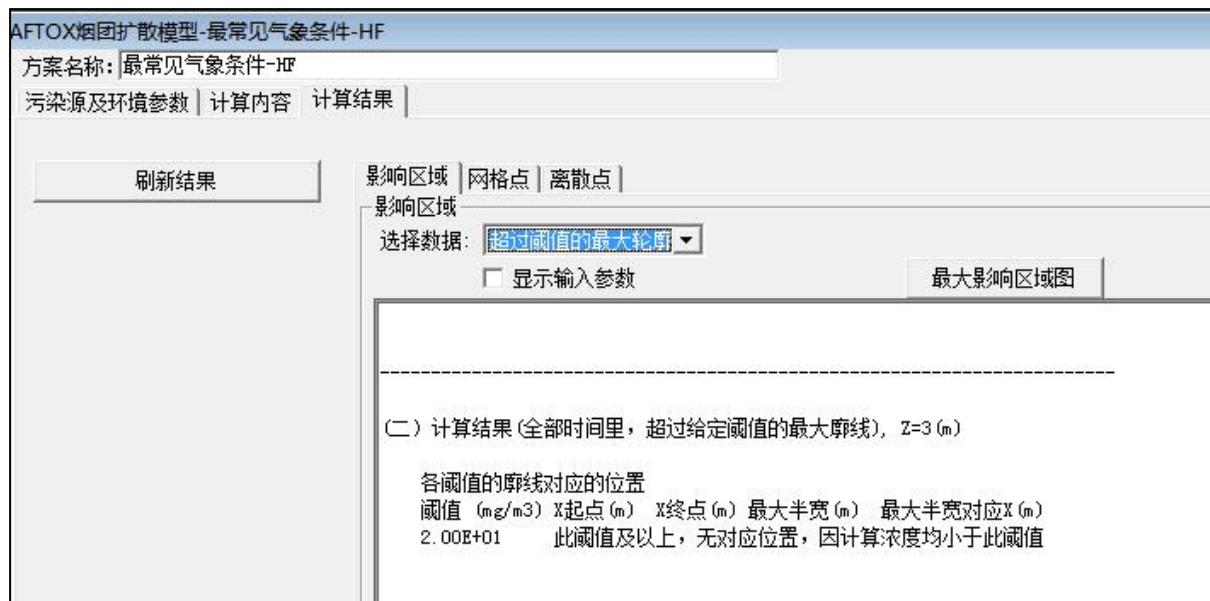 AFTOX烟团扩散模型-最常见气象条件-HF
方案名称: 最常见气象条件-HF
污染源及环境参数 计算内容 计算结果
刷新结果
影响区域 网格点 离散点
影响区域
选择数据: 超过阈值的最大轮廓
显示输入参数
最大影响区域图
(二)计算结果(全部时间里，超过给定阈值的最大廓线), Z=3(m)
各阈值的廓线对应的位置
阈值 (mg/m3) X起点(m) X终点(m) 最大半宽(m) 最大半宽对应X(m)
2.00E+01 此阈值及以上，无对应位置，因计算浓度均小于此阈值